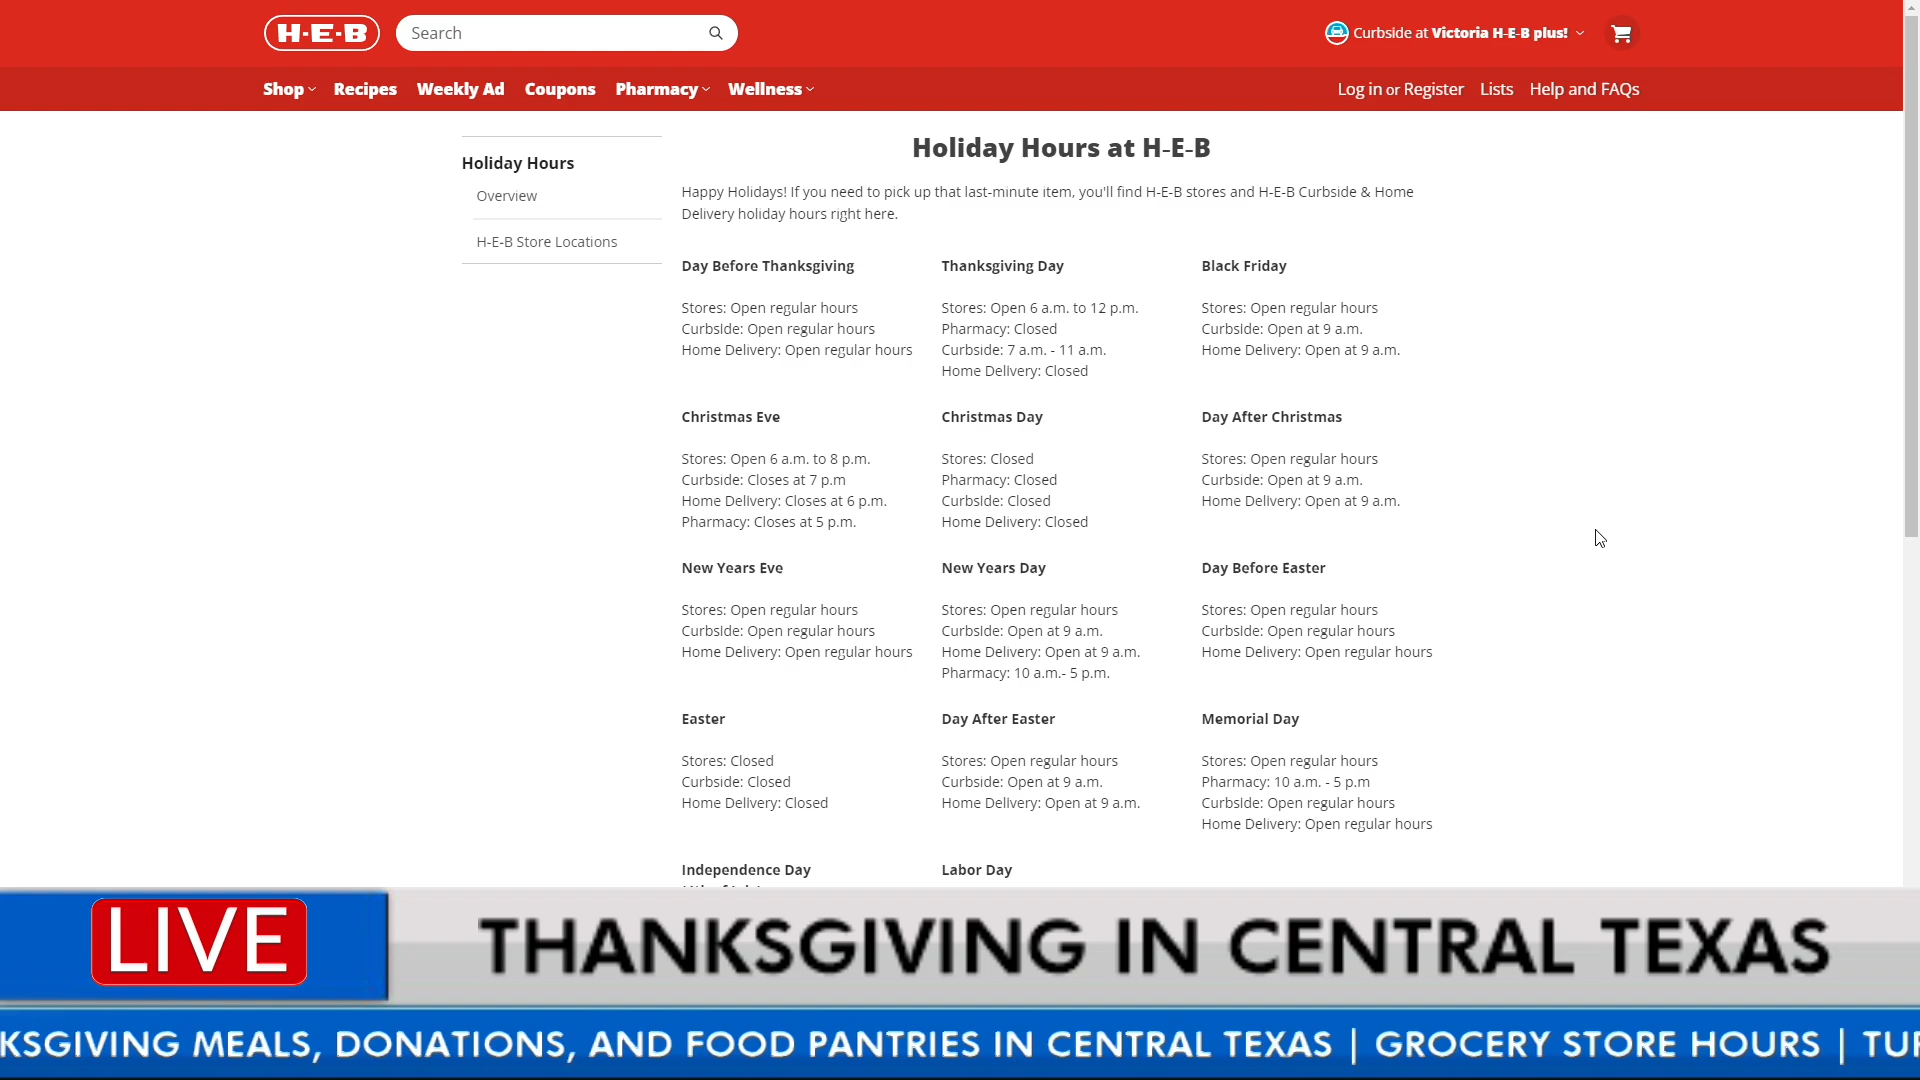 H-E-B
Search
Curbside at Victoria H-E-B plus!
Shop
Recipes
Weekly Ad
Coupons
Pharmacy
Wellness
Log in or Register
Lists
Help and FAQs
Holiday Hours
Overview
H-E-B Store Locations
Holiday Hours at H-E-B
Happy Holidays! If you need to pick up that last-minute item, you'll find H-E-B stores and H-E-B Curbside & Home
Delivery holiday hours right here.
Day Before Thanksgiving
Stores: Open regular hours
Curbside: Open regular hours
Home Delivery: Open regular hours
Thanksgiving Day
Stores: Open 6 a.m. to 12 p.m.
Pharmacy: Closed
Curbside: 7 a.m. - 11 a.m.
Home Delivery: Closed
Black Friday
Stores: Open regular hours
Curbside: Open at 9 a.m.
Home Delivery: Open at 9 a.m.
Christmas Eve
Stores: Open 6 a.m. to 8 p.m.
Curbside: Closes at 7 p.m
Home Delivery: Closes at 6 p.m.
Pharmacy: Closes at 5 p.m.
Christmas Day
Stores: Closed
Pharmacy: Closed
Curbside: Closed
Home Delivery: Closed
Day After Christmas
Stores: Open regular hours
Curbside: Open at 9 a.m.
Home Delivery: Open at 9 a.m.
New Years Eve
Stores: Open regular hours
Curbside: Open regular hours
Home Delivery: Open regular hours
New Years Day
Stores: Open regular hours
Curbside: Open at 9 a.m.
Home Delivery: Open at 9 a.m.
Pharmacy: 10 a.m.- 5 p.m.
Day Before Easter
Stores: Open regular hours
Curbside: Open regular hours
Home Delivery: Open regular hours
Easter
Stores: Closed
Curbside: Closed
Home Delivery: Closed
Day After Easter
Stores: Open regular hours
Curbside: Open at 9 a.m.
Home Delivery: Open at 9 a.m.
Memorial Day
Stores: Open regular hours
Pharmacy: 10 a.m. - 5 p.m
Curbside: Open regular hours
Home Delivery: Open regular hours
Independence Day
Labor Day
LIVE
THANKSGIVING IN CENTRAL TEXAS
KSGIVING MEALS, DONATIONS, AND FOOD PANTRIES IN CENTRAL TEXAS | GROCERY STORE HOURS |